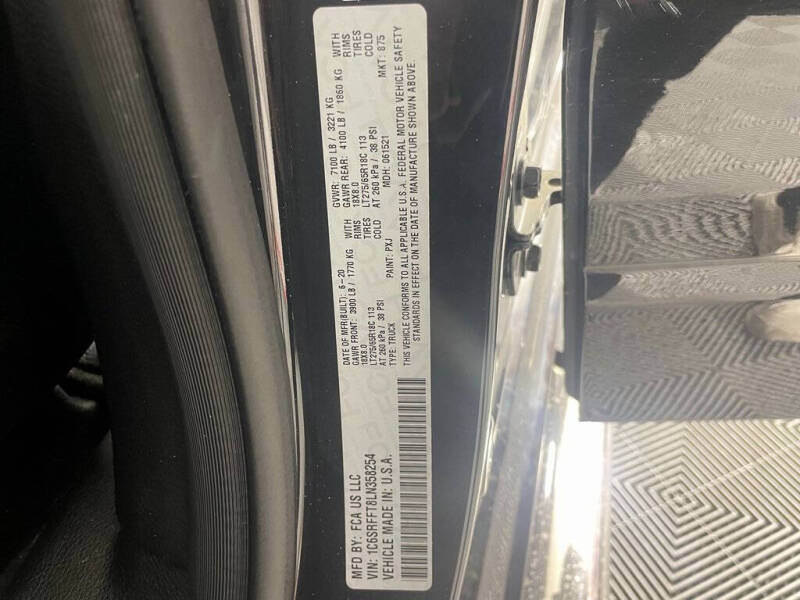 MFD BY: FCA US LLC
DATE OF MFR(BUILT): 6-20
GVWR: 7100 LB / 3221 KG
GAWR FRONT: 3900 LB / 1770 KG WITH
GAWR REAR: 4100 LB / 1860 KG WITH
18X8.0 RIMS
18X8.0 RIMS
LT275/65R18C 113 TIRES
LT275/65R18C 113 TIRES
AT 260 kPa / 38 PSI COLD
AT 260 kPa / 38 PSI COLD
VIN: 1C6SRFFT8LN358254
TYPE: TRUCK PAINT: PXJ MDH: 061521 MKT: 875
VEHICLE MADE IN: U.S.A.
THIS VEHICLE CONFORMS TO ALL APPLICABLE U.S.A. FEDERAL MOTOR VEHICLE SAFETY
STANDARDS IN EFFECT ON THE DATE OF MANUFACTURE SHOWN ABOVE.